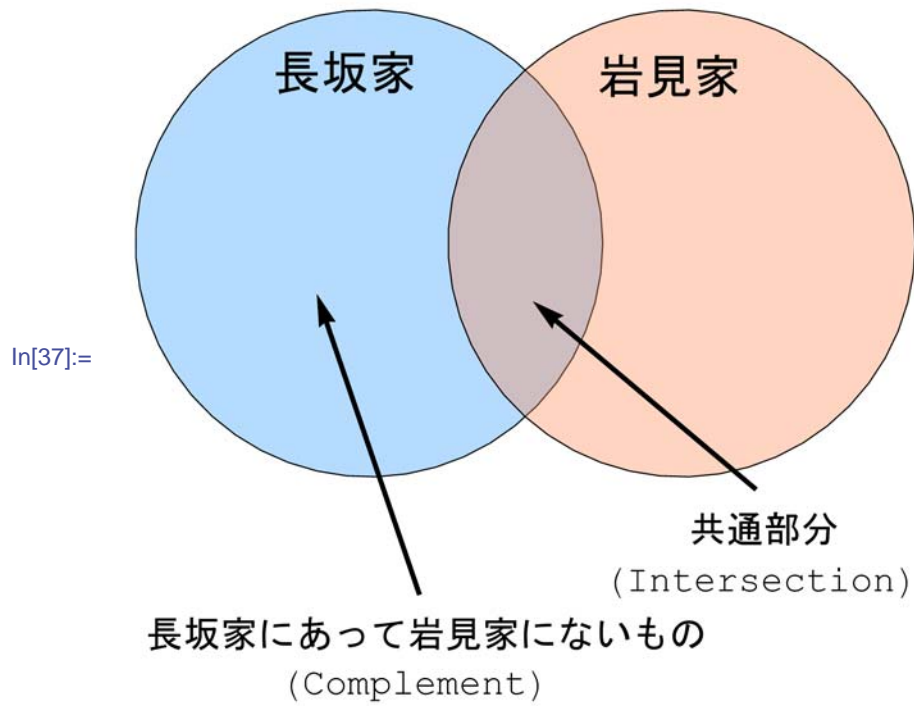 長坂家
岩見家
In[37]:=
共通部分
(Intersection)
長坂家にあって岩見家にないもの
(Complement)